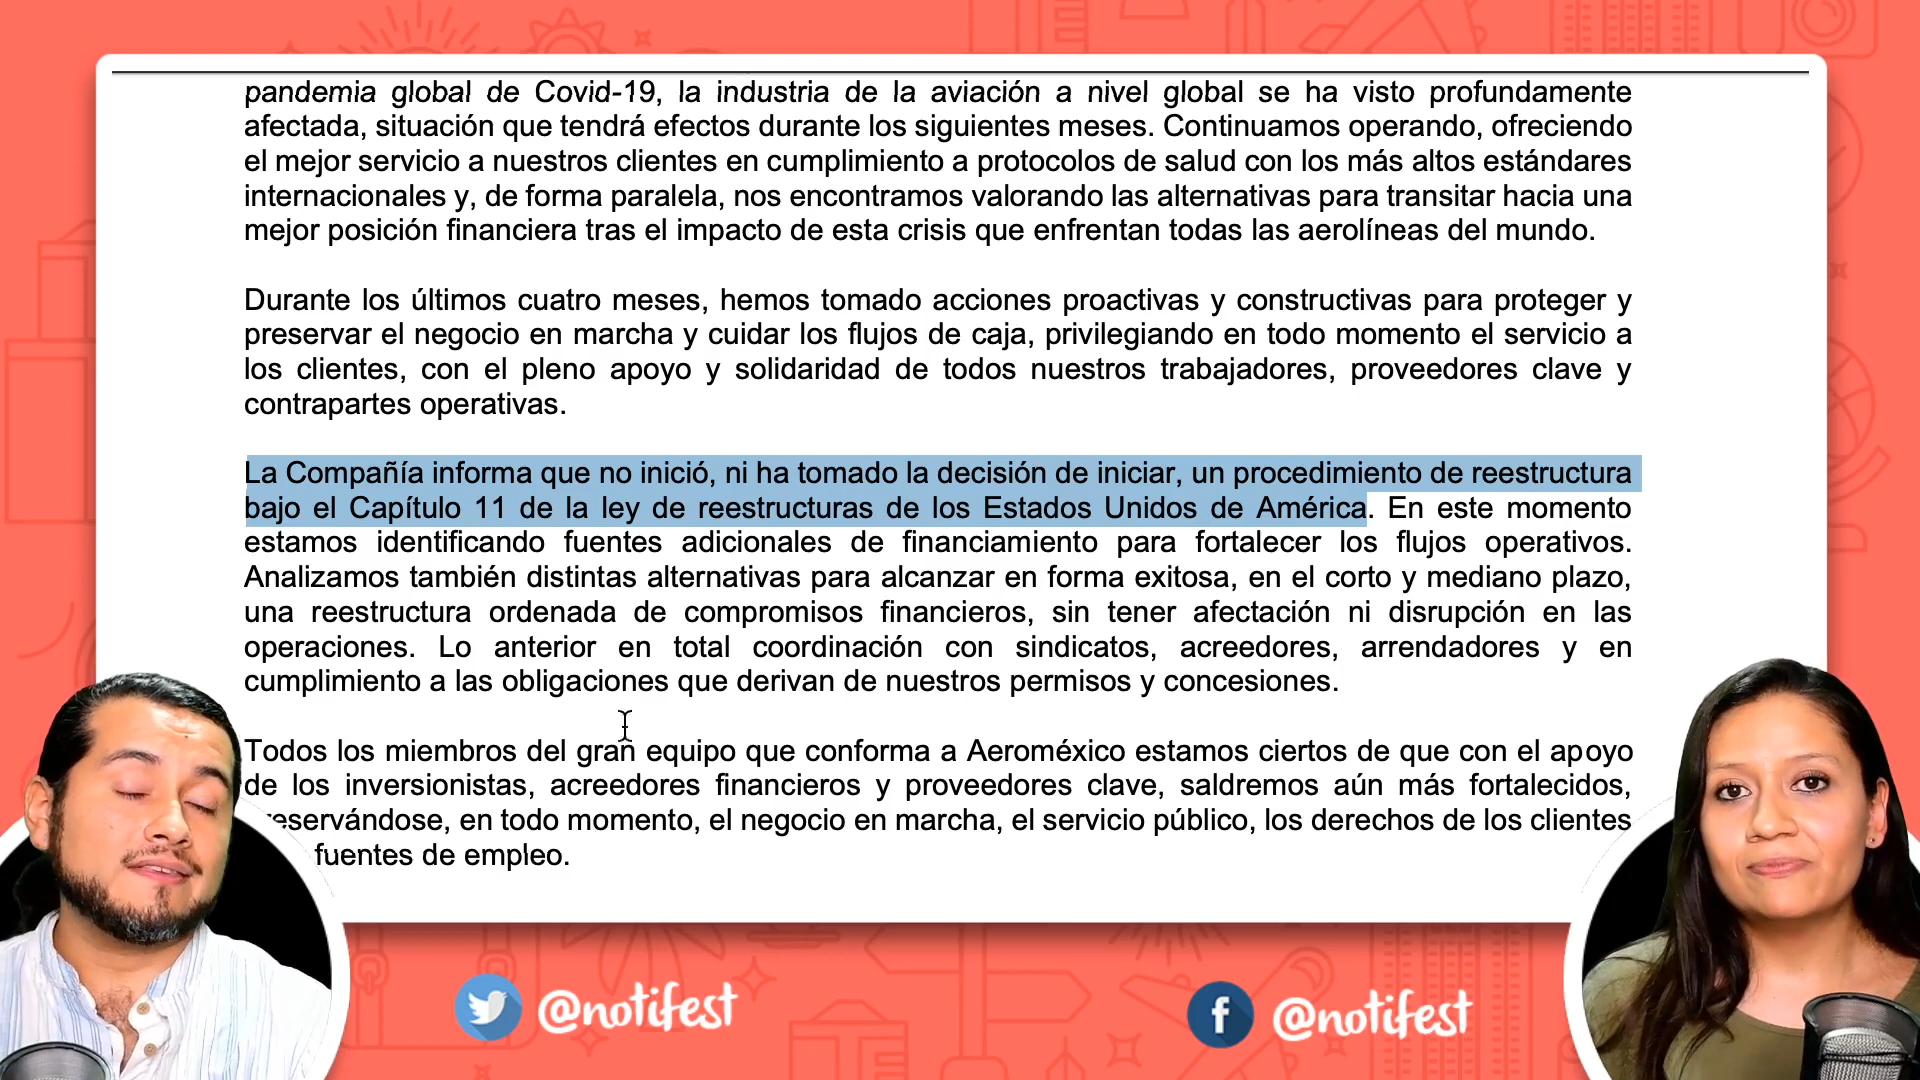 pandemia global de Covid-19, la industria de la aviación a nivel global se ha visto profundamente
afectada, situación que tendrá efectos durante los siguientes meses. Continuamos operando, ofreciendo
el mejor servicio a nuestros clientes en cumplimiento a protocolos de salud con los más altos estándares
internacionales y, de forma paralela, nos encontramos valorando las alternativas para transitar hacia una
mejor posición financiera tras el impacto de esta crisis que enfrentan todas las aerolíneas del mundo.
Durante los últimos cuatro meses, hemos tomado acciones proactivas y constructivas para proteger y
preservar el negocio en marcha y cuidar los flujos de caja, privilegiando en todo momento el servicio a
los clientes, con el pleno apoyo y solidaridad de todos nuestros trabajadores, proveedores clave y
contrapartes operativas.
La Compañía informa que no inició, ni ha tomado la decisión de iniciar, un procedimiento de reestructura
bajo el Capítulo 11 de la ley de reestructuras de los Estados Unidos de América. En este momento
estamos identificando fuentes adicionales de financiamiento para fortalecer los flujos operativos.
Analizamos también distintas alternativas para alcanzar en forma exitosa, en el corto y mediano plazo,
una reestructura ordenada de compromisos financieros, sin tener afectación ni disrupción en las
operaciones. Lo anterior en total coordinación con sindicatos, acreedores, arrendadores y en
cumplimiento a las obligaciones que derivan de nuestros permisos y concesiones.
Todos los miembros del gran equipo que conforma a Aeroméxico estamos ciertos de que con el apoyo
de los inversionistas, acreedores financieros y proveedores clave, saldremos aún más fortalecidos,
reservándose, en todo momento, el negocio en marcha, el servicio público, los derechos de los clientes
fuentes de empleo.
@notifest
@notifest